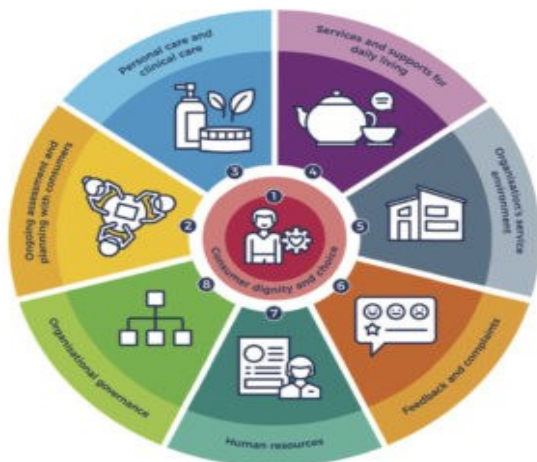 1
Consumer dignity and choice
2
Ongoing assessment and
planning with consumers
3
Personal care and
clinical care
4
Services and supports for
daily living
5
Organisation's service
environment
6
Feedback and complaints
7
Human resources
8
Organisational governance